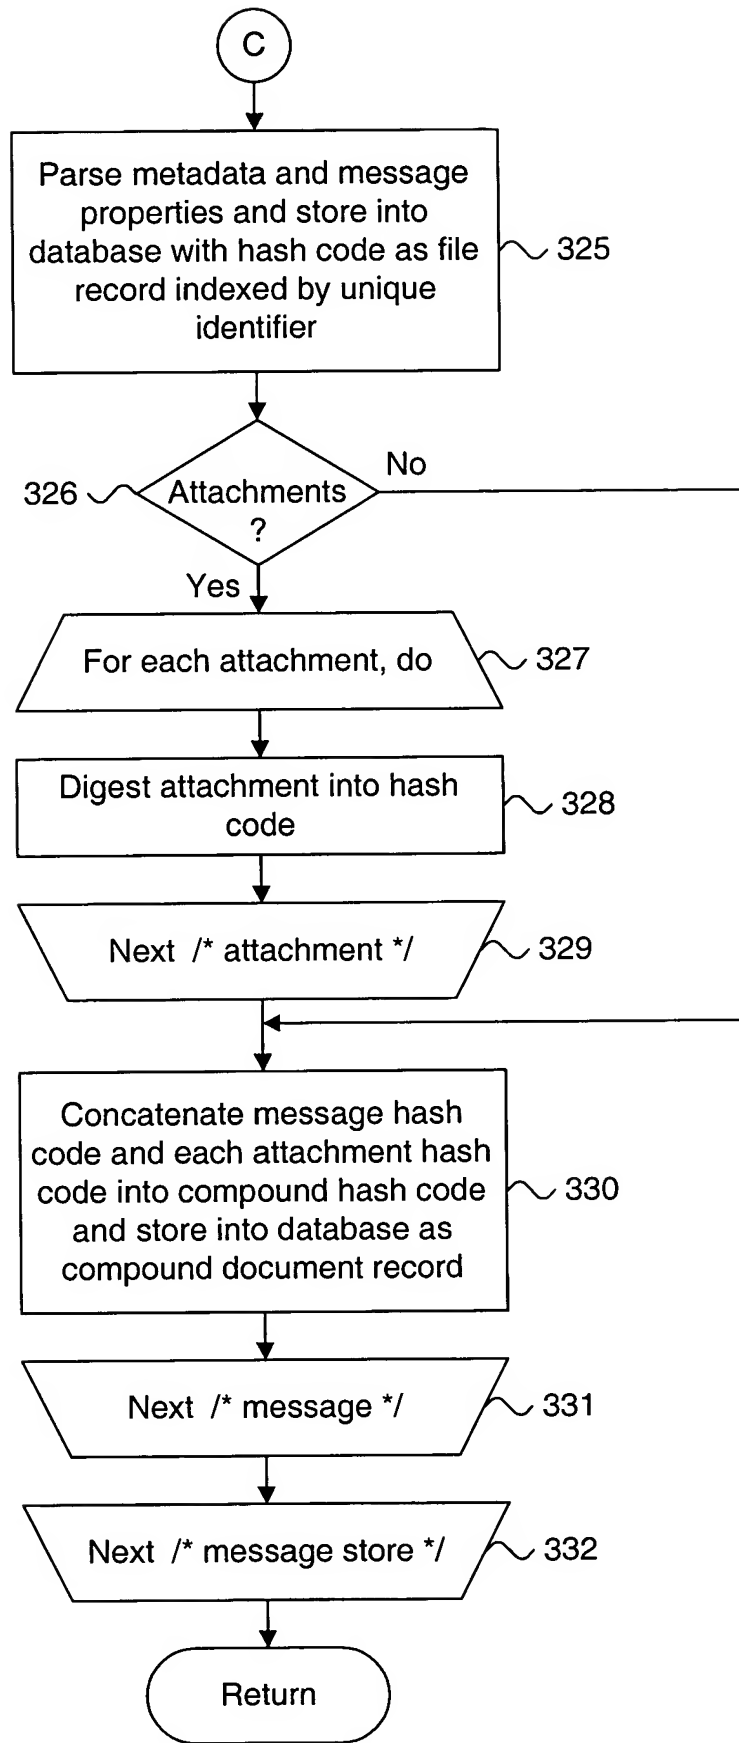 C
Parse metadata and message
properties and store into
database with hash code as file
record indexed by unique
identifier
325
No
326
Attachments
?
Yes
For each attachment, do
327
Digest attachment into hash
code
328
Next /* attachment */
329
Concatenate message hash
code and each attachment hash
code into compound hash code
and store into database as
compound document record
330
Next /* message */
331
Next /* message store */
332
Return